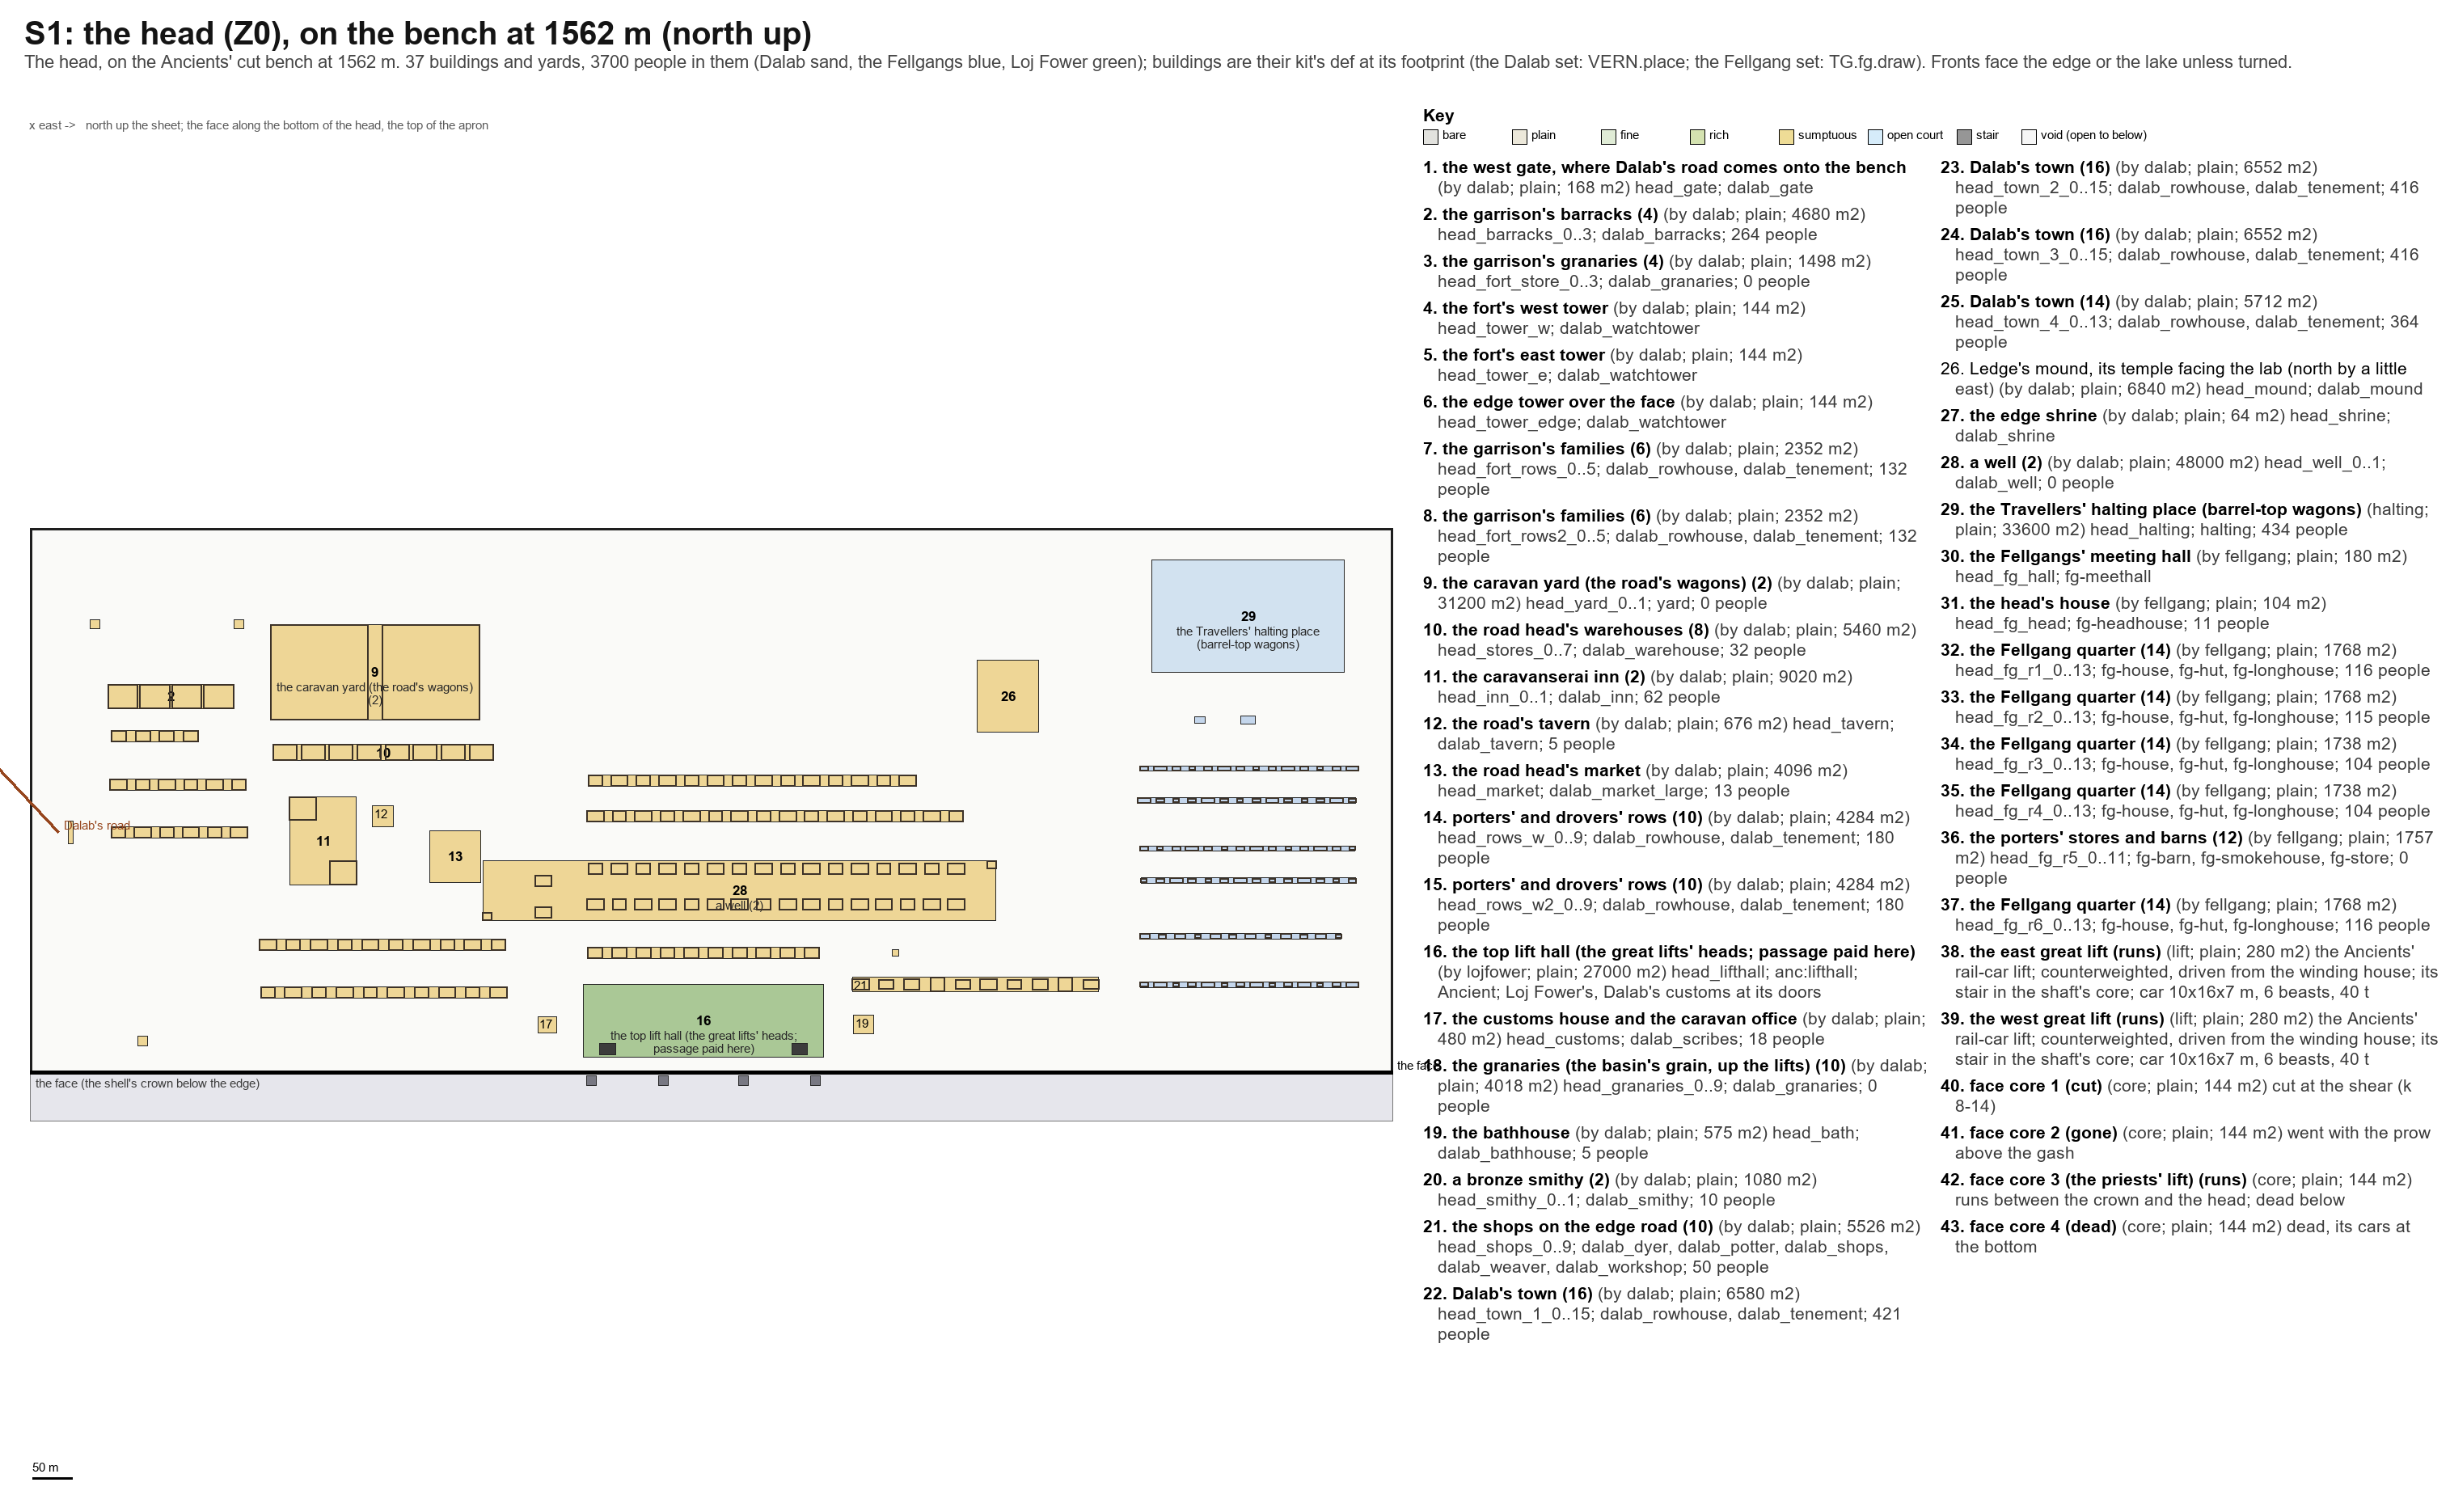 S1: the head (Z0), on the bench at 1562 m (north up)
The head, on the Ancients' cut bench at 1562 m. 37 buildings and yards, 3700 people in them (Dalab sand, the Fellgangs blue, Loj Fower green); buildings are their kit's def at its footprint (the Dalab set: VERN.place; the Fellgang set: TG.fg.draw). Fronts face the edge or the lake unless turned.
x east -> north up the sheet; the face along the bottom of the head, the top of the apron
29
the Travellers' halting place
(barrel-top wagons)
9
the caravan yard (the road's wagons)
(2)
2
26
10
12
Dalab's road
11
13
28
a well (2)
21
16
the top lift hall (the great lifts' heads;
passage paid here)
17
19
the face
the face (the shell's crown below the edge)
50 m
Key
bare
plain
fine
rich
sumptuous
open court
stair
void (open to below)
1. the west gate, where Dalab's road comes onto the bench
(by dalab; plain; 168 m2) head_gate; dalab_gate
2. the garrison's barracks (4) (by dalab; plain; 4680 m2)
head_barracks_0..3; dalab_barracks; 264 people
3. the garrison's granaries (4) (by dalab; plain; 1498 m2)
head_fort_store_0..3; dalab_granaries; 0 people
4. the fort's west tower (by dalab; plain; 144 m2)
head_tower_w; dalab_watchtower
5. the fort's east tower (by dalab; plain; 144 m2)
head_tower_e; dalab_watchtower
6. the edge tower over the face (by dalab; plain; 144 m2)
head_tower_edge; dalab_watchtower
7. the garrison's families (6) (by dalab; plain; 2352 m2)
head_fort_rows_0..5; dalab_rowhouse, dalab_tenement; 132
people
8. the garrison's families (6) (by dalab; plain; 2352 m2)
head_fort_rows2_0..5; dalab_rowhouse, dalab_tenement; 132
people
9. the caravan yard (the road's wagons) (2) (by dalab; plain;
31200 m2) head_yard_0..1; yard; 0 people
10. the road head's warehouses (8) (by dalab; plain; 5460 m2)
head_stores_0..7; dalab_warehouse; 32 people
11. the caravanserai inn (2) (by dalab; plain; 9020 m2)
head_inn_0..1; dalab_inn; 62 people
12. the road's tavern (by dalab; plain; 676 m2) head_tavern;
dalab_tavern; 5 people
13. the road head's market (by dalab; plain; 4096 m2)
head_market; dalab_market_large; 13 people
14. porters' and drovers' rows (10) (by dalab; plain; 4284 m2)
head_rows_w_0..9; dalab_rowhouse, dalab_tenement; 180
people
15. porters' and drovers' rows (10) (by dalab; plain; 4284 m2)
head_rows_w2_0..9; dalab_rowhouse, dalab_tenement; 180
people
16. the top lift hall (the great lifts' heads; passage paid here)
(by lojfower; plain; 27000 m2) head_lifthall; anc:lifthall;
Ancient; Loj Fower's, Dalab's customs at its doors
17. the customs house and the caravan office (by dalab; plain;
480 m2) head_customs; dalab_scribes; 18 people
18. the granaries (the basin's grain, up the lifts) (10) (by dalab;
plain; 4018 m2) head_granaries_0..9; dalab_granaries; 0
people
19. the bathhouse (by dalab; plain; 575 m2) head_bath;
dalab_bathhouse; 5 people
20. a bronze smithy (2) (by dalab; plain; 1080 m2)
head_smithy_0..1; dalab_smithy; 10 people
21. the shops on the edge road (10) (by dalab; plain; 5526 m2)
head_shops_0..9; dalab_dyer, dalab_potter, dalab_shops,
dalab_weaver, dalab_workshop; 50 people
22. Dalab's town (16) (by dalab; plain; 6580 m2)
head_town_1_0..15; dalab_rowhouse, dalab_tenement; 421
people
23. Dalab's town (16) (by dalab; plain; 6552 m2)
head_town_2_0..15; dalab_rowhouse, dalab_tenement; 416
people
24. Dalab's town (16) (by dalab; plain; 6552 m2)
head_town_3_0..15; dalab_rowhouse, dalab_tenement; 416
people
25. Dalab's town (14) (by dalab; plain; 5712 m2)
head_town_4_0..13; dalab_rowhouse, dalab_tenement; 364
people
26. Ledge's mound, its temple facing the lab (north by a little
east) (by dalab; plain; 6840 m2) head_mound; dalab_mound
27. the edge shrine (by dalab; plain; 64 m2) head_shrine;
dalab_shrine
28. a well (2) (by dalab; plain; 48000 m2) head_well_0..1;
dalab_well; 0 people
29. the Travellers' halting place (barrel-top wagons) (halting;
plain; 33600 m2) head_halting; halting; 434 people
30. the Fellgangs' meeting hall (by fellgang; plain; 180 m2)
head_fg_hall; fg-meethall
31. the head's house (by fellgang; plain; 104 m2)
head_fg_head; fg-headhouse; 11 people
32. the Fellgang quarter (14) (by fellgang; plain; 1768 m2)
head_fg_r1_0..13; fg-house, fg-hut, fg-longhouse; 116 people
33. the Fellgang quarter (14) (by fellgang; plain; 1768 m2)
head_fg_r2_0..13; fg-house, fg-hut, fg-longhouse; 115 people
34. the Fellgang quarter (14) (by fellgang; plain; 1738 m2)
head_fg_r3_0..13; fg-house, fg-hut, fg-longhouse; 104 people
35. the Fellgang quarter (14) (by fellgang; plain; 1738 m2)
head_fg_r4_0..13; fg-house, fg-hut, fg-longhouse; 104 people
36. the porters' stores and barns (12) (by fellgang; plain; 1757
m2) head_fg_r5_0..11; fg-barn, fg-smokehouse, fg-store; 0
people
37. the Fellgang quarter (14) (by fellgang; plain; 1768 m2)
head_fg_r6_0..13; fg-house, fg-hut, fg-longhouse; 116 people
38. the east great lift (runs) (lift; plain; 280 m2) the Ancients'
rail-car lift; counterweighted, driven from the winding house; its
stair in the shaft's core; car 10x16x7 m, 6 beasts, 40 t
39. the west great lift (runs) (lift; plain; 280 m2) the Ancients'
rail-car lift; counterweighted, driven from the winding house; its
stair in the shaft's core; car 10x16x7 m, 6 beasts, 40 t
40. face core 1 (cut) (core; plain; 144 m2) cut at the shear (k
8-14)
41. face core 2 (gone) (core; plain; 144 m2) went with the prow
above the gash
42. face core 3 (the priests' lift) (runs) (core; plain; 144 m2)
runs between the crown and the head; dead below
43. face core 4 (dead) (core; plain; 144 m2) dead, its cars at
the bottom